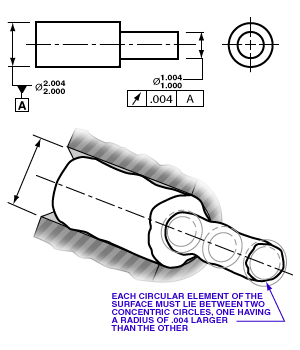 Ø2.004
2.000
A
Ø1.004
1.000
.004 A
EACH CIRCULAR ELEMENT OF THE
SURFACE MUST LIE BETWEEN TWO
CONCENTRIC CIRCLES, ONE HAVING
A RADIUS OF .004 LARGER
THAN THE OTHER